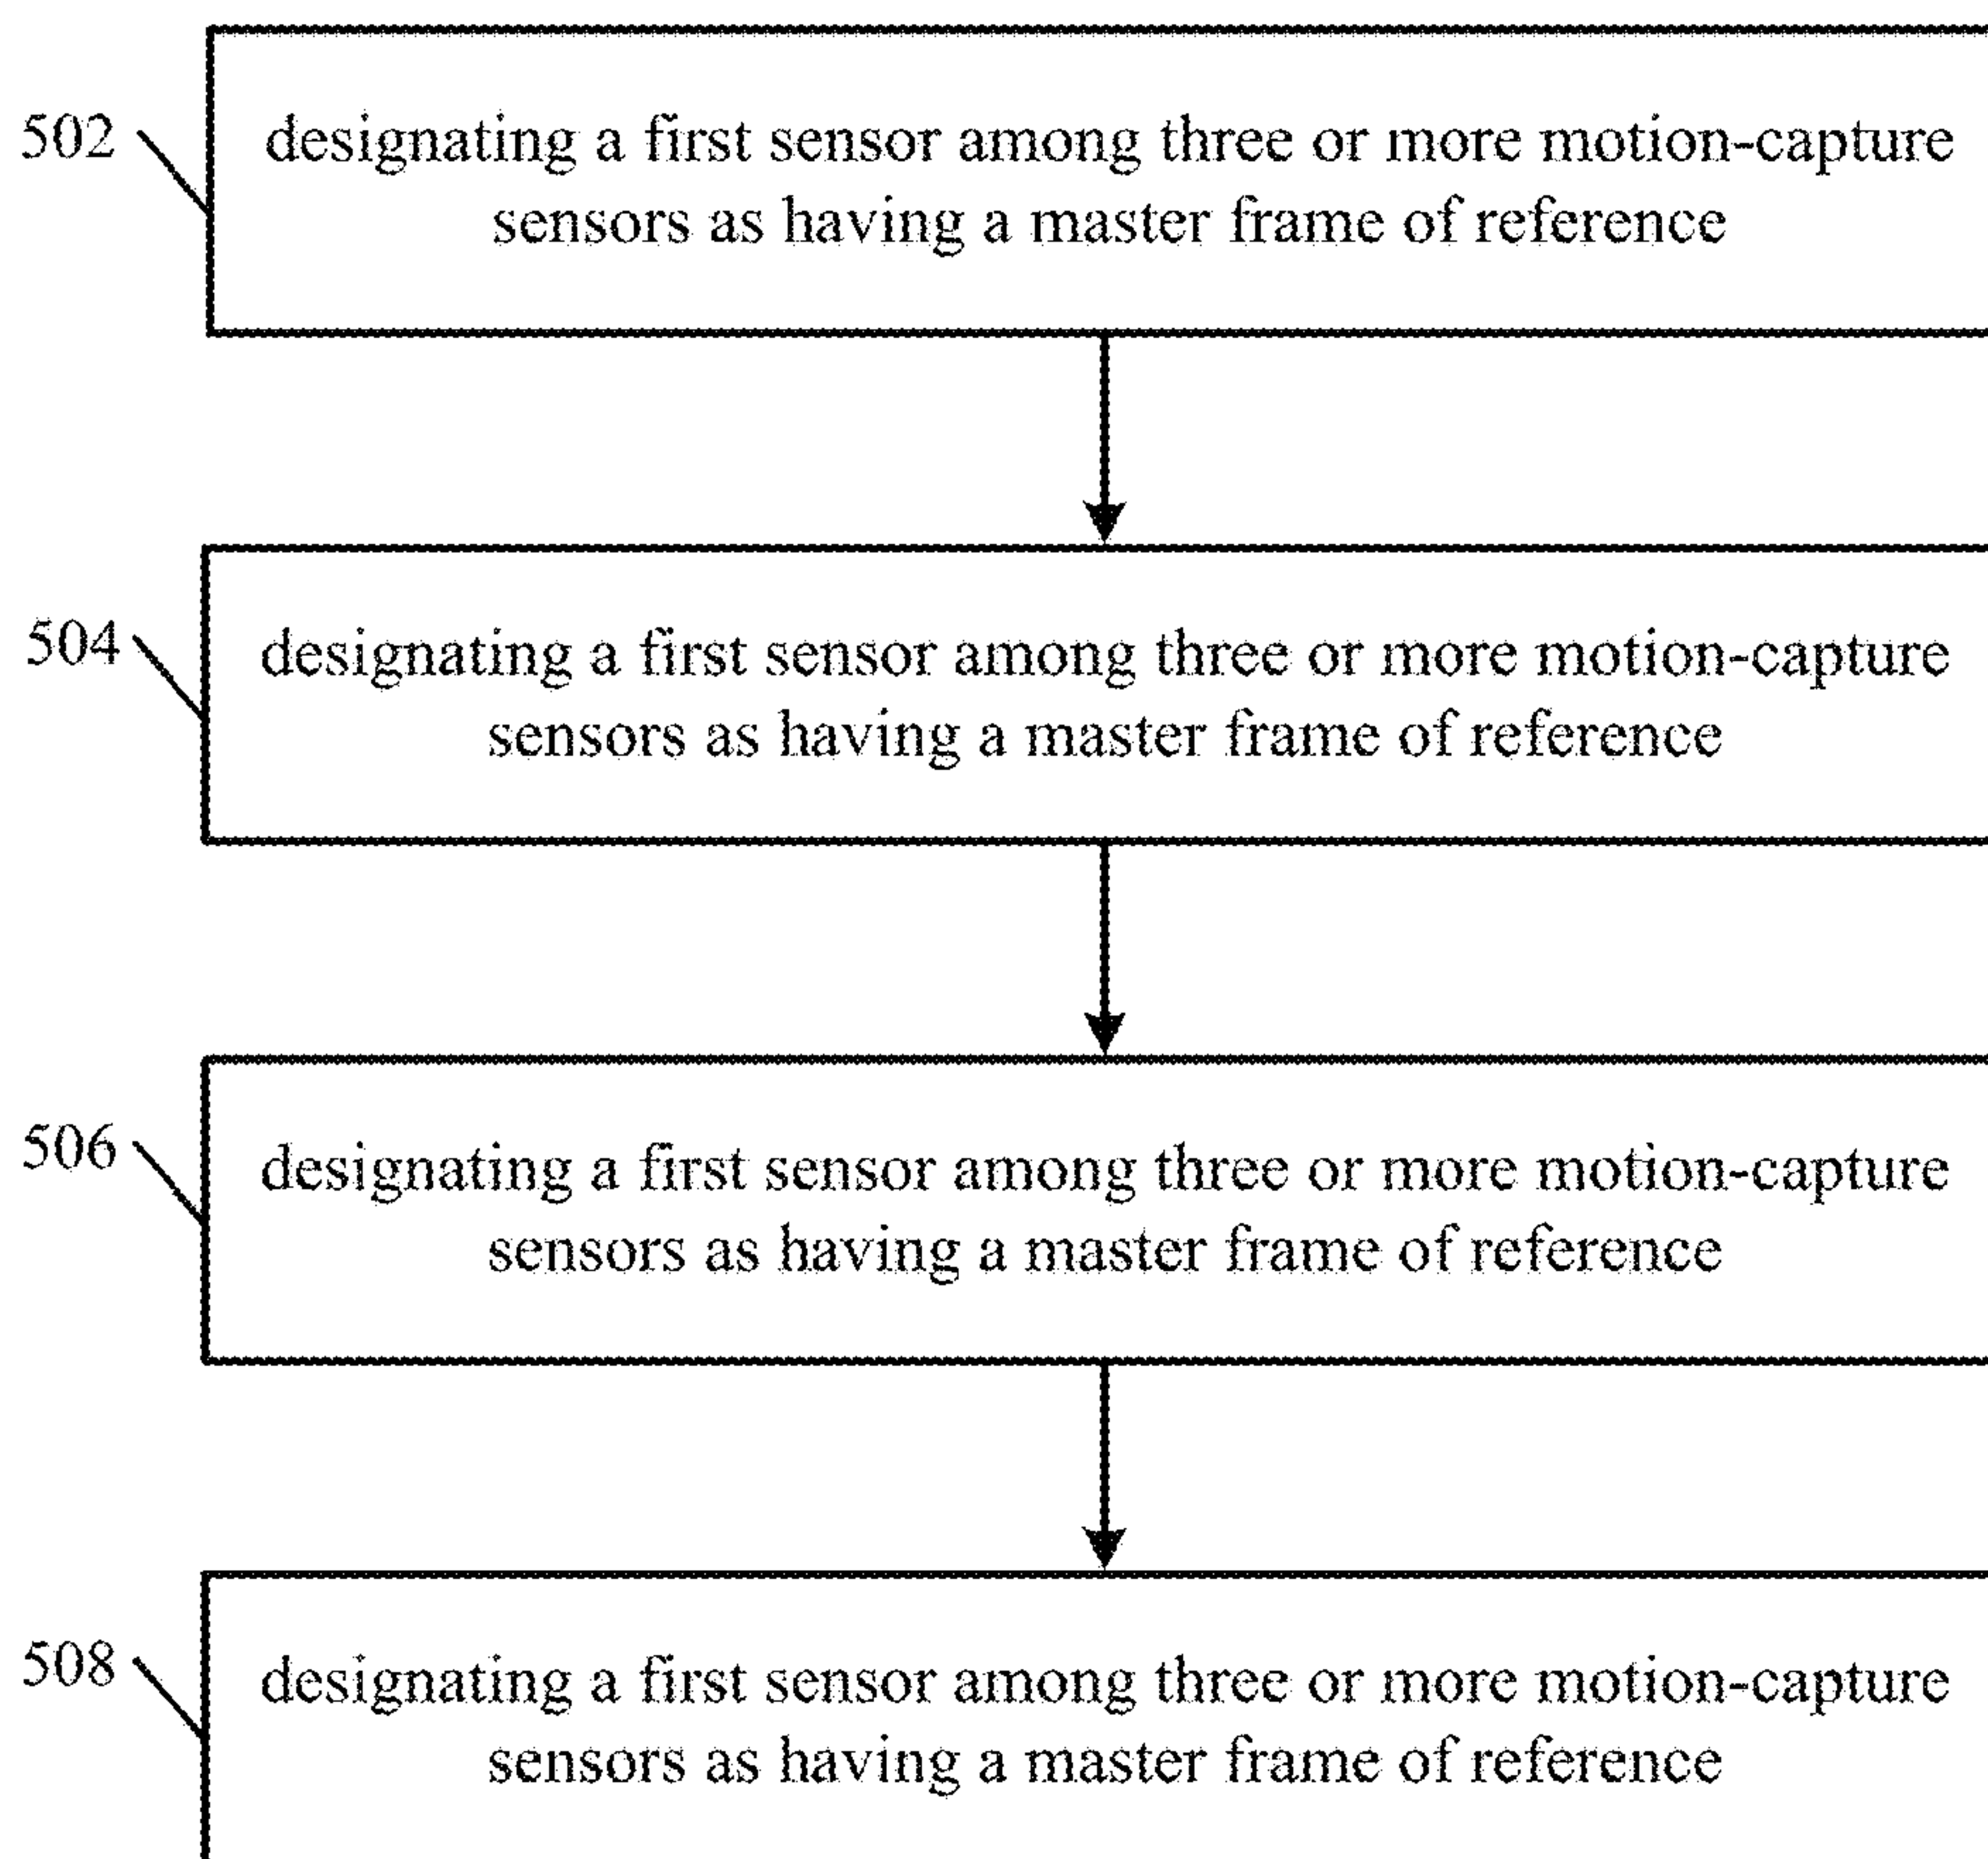 502
designating a first sensor among three or more motion-capture
sensors as having a master frame of reference
504
designating a first sensor among three or more motion-capture
sensors as having a master frame of reference
506
designating a first sensor among three or more motion-capture
sensors as having a master frame of reference
508
designating a first sensor among three or more motion-capture
sensors as having a master frame of reference